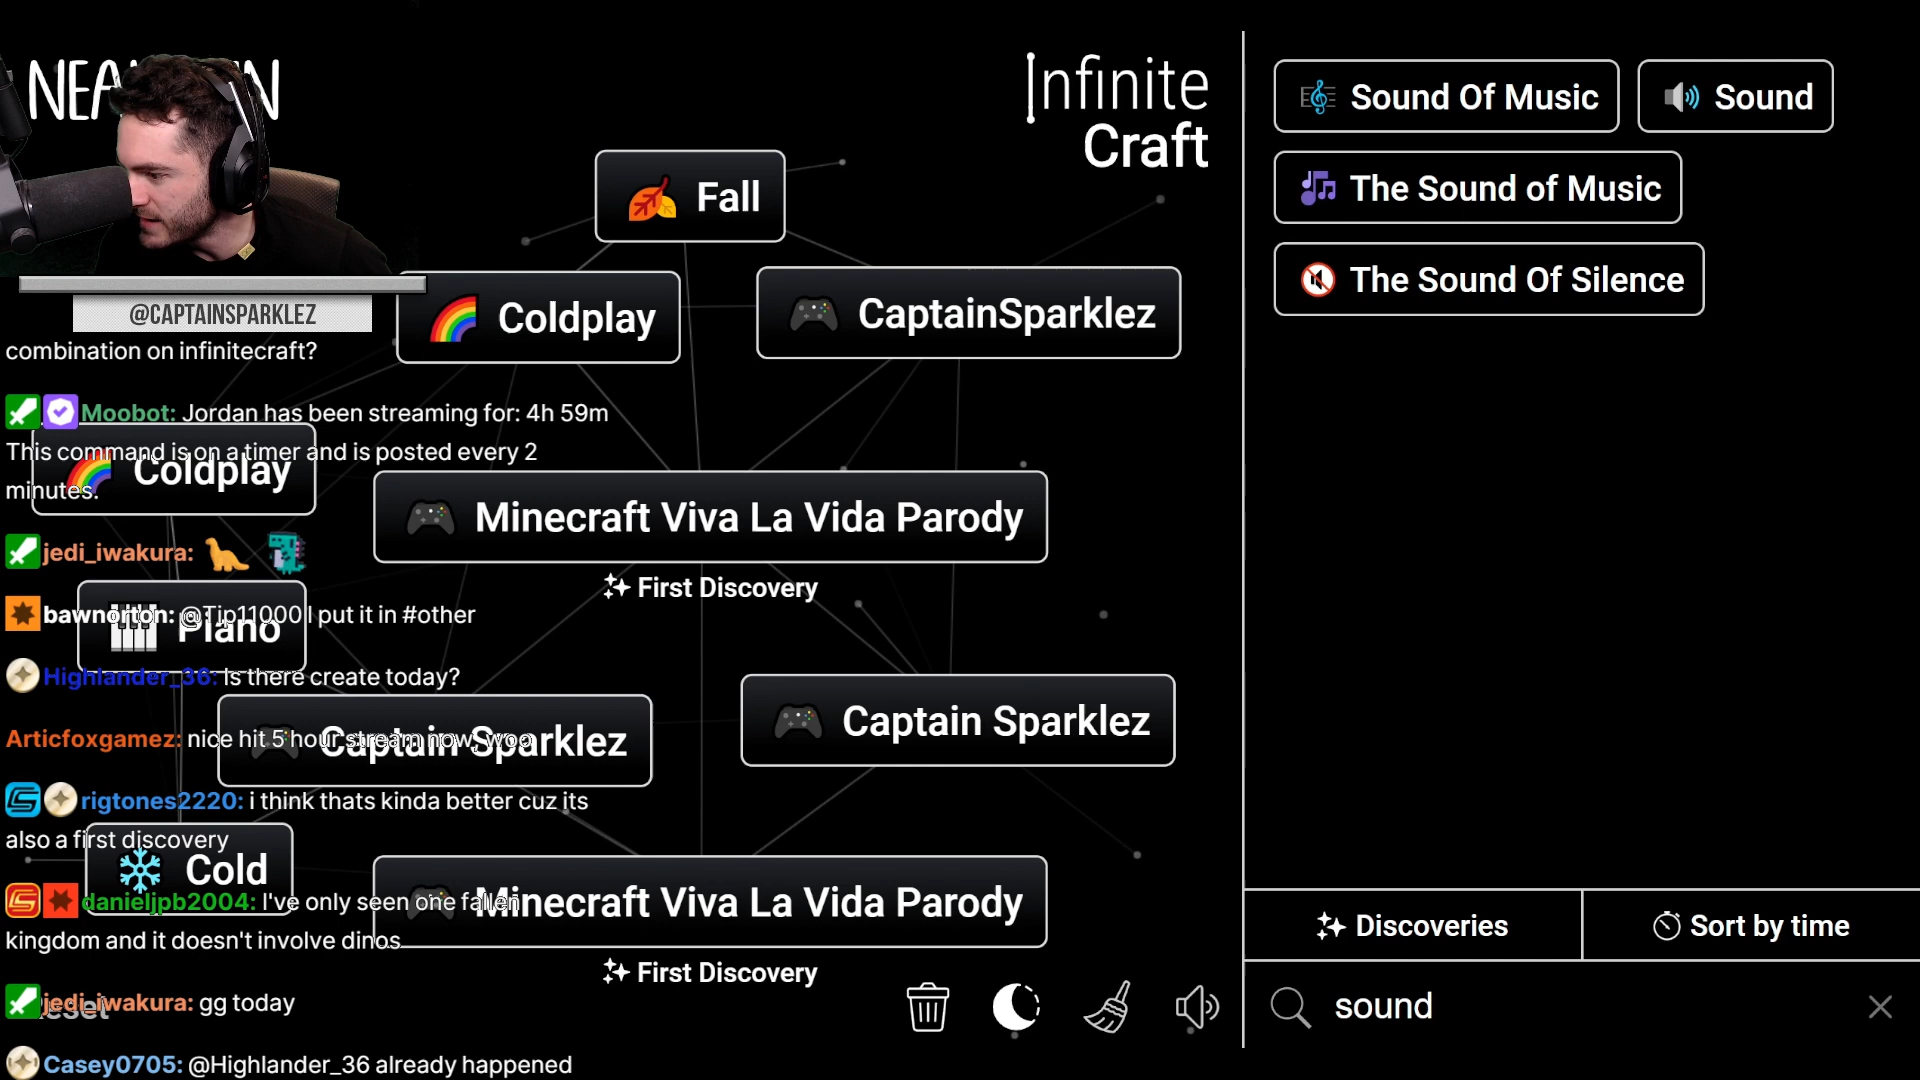 Infinite
Craft
Fall
Coldplay
CaptainSparklez
@CAPTAINSPARKLEZ
combination on infinitecraft?
Moobot: Jordan has been streaming for: 4h 59m
This command is on a timer and is posted every 2
minutes.
Coldplay
Minecraft Viva La Vida Parody
First Discovery
jedi_iwakura:
bawnorton: @Tip11000 I put it in #other
Piano
Highlander_36: Is there create today?
Captain Sparklez
Captain Sparklez
Articfoxgamez: nice hit 5 hour stream now, woo
rigtones2220: i think thats kinda better cuz its
also a first discovery
Cold
danieljpb2004: I've only seen one fallen
kingdom and it doesn't involve dinos
Minecraft Viva La Vida Parody
First Discovery
jedi_iwakura: gg today
Casey0705: @Highlander_36 already happened
Sound Of Music
Sound
The Sound of Music
The Sound Of Silence
Discoveries
Sort by time
sound